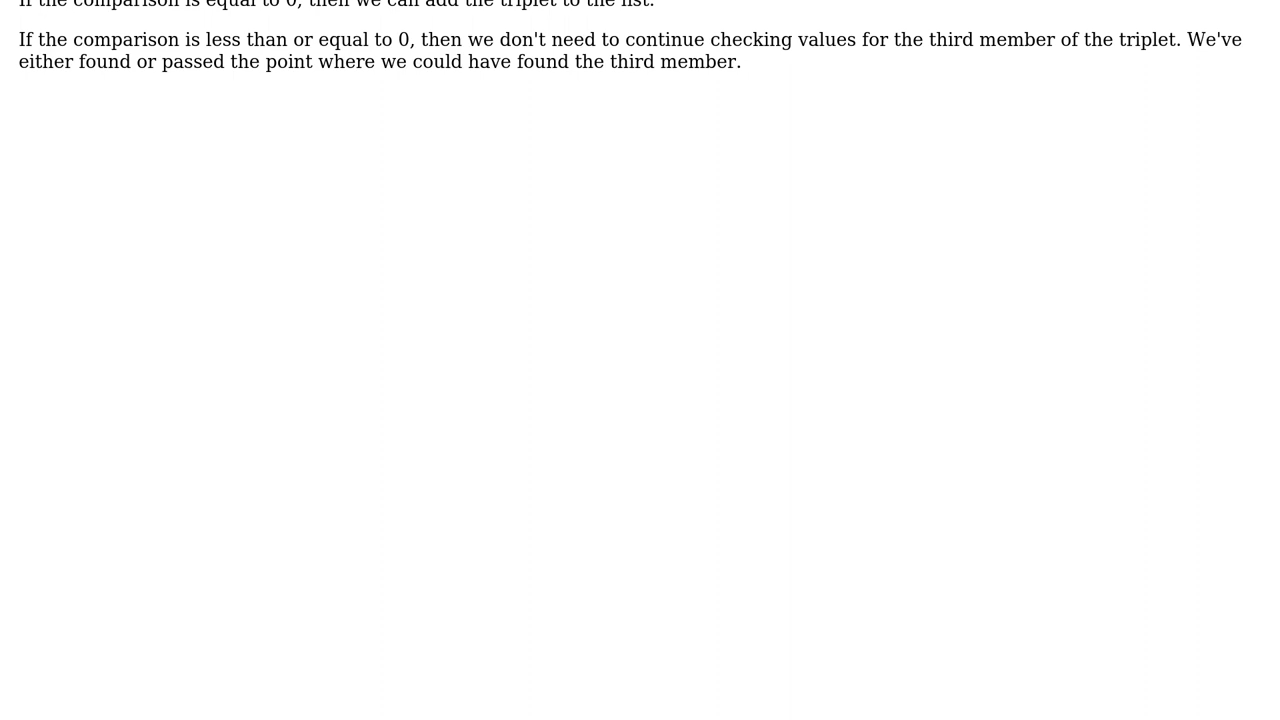 If the comparison is equal to 0, then we can add the triplet to the list.
If the comparison is less than or equal to 0, then we don't need to continue checking values for the third member of the triplet. We've
either found or passed the point where we could have found the third member.